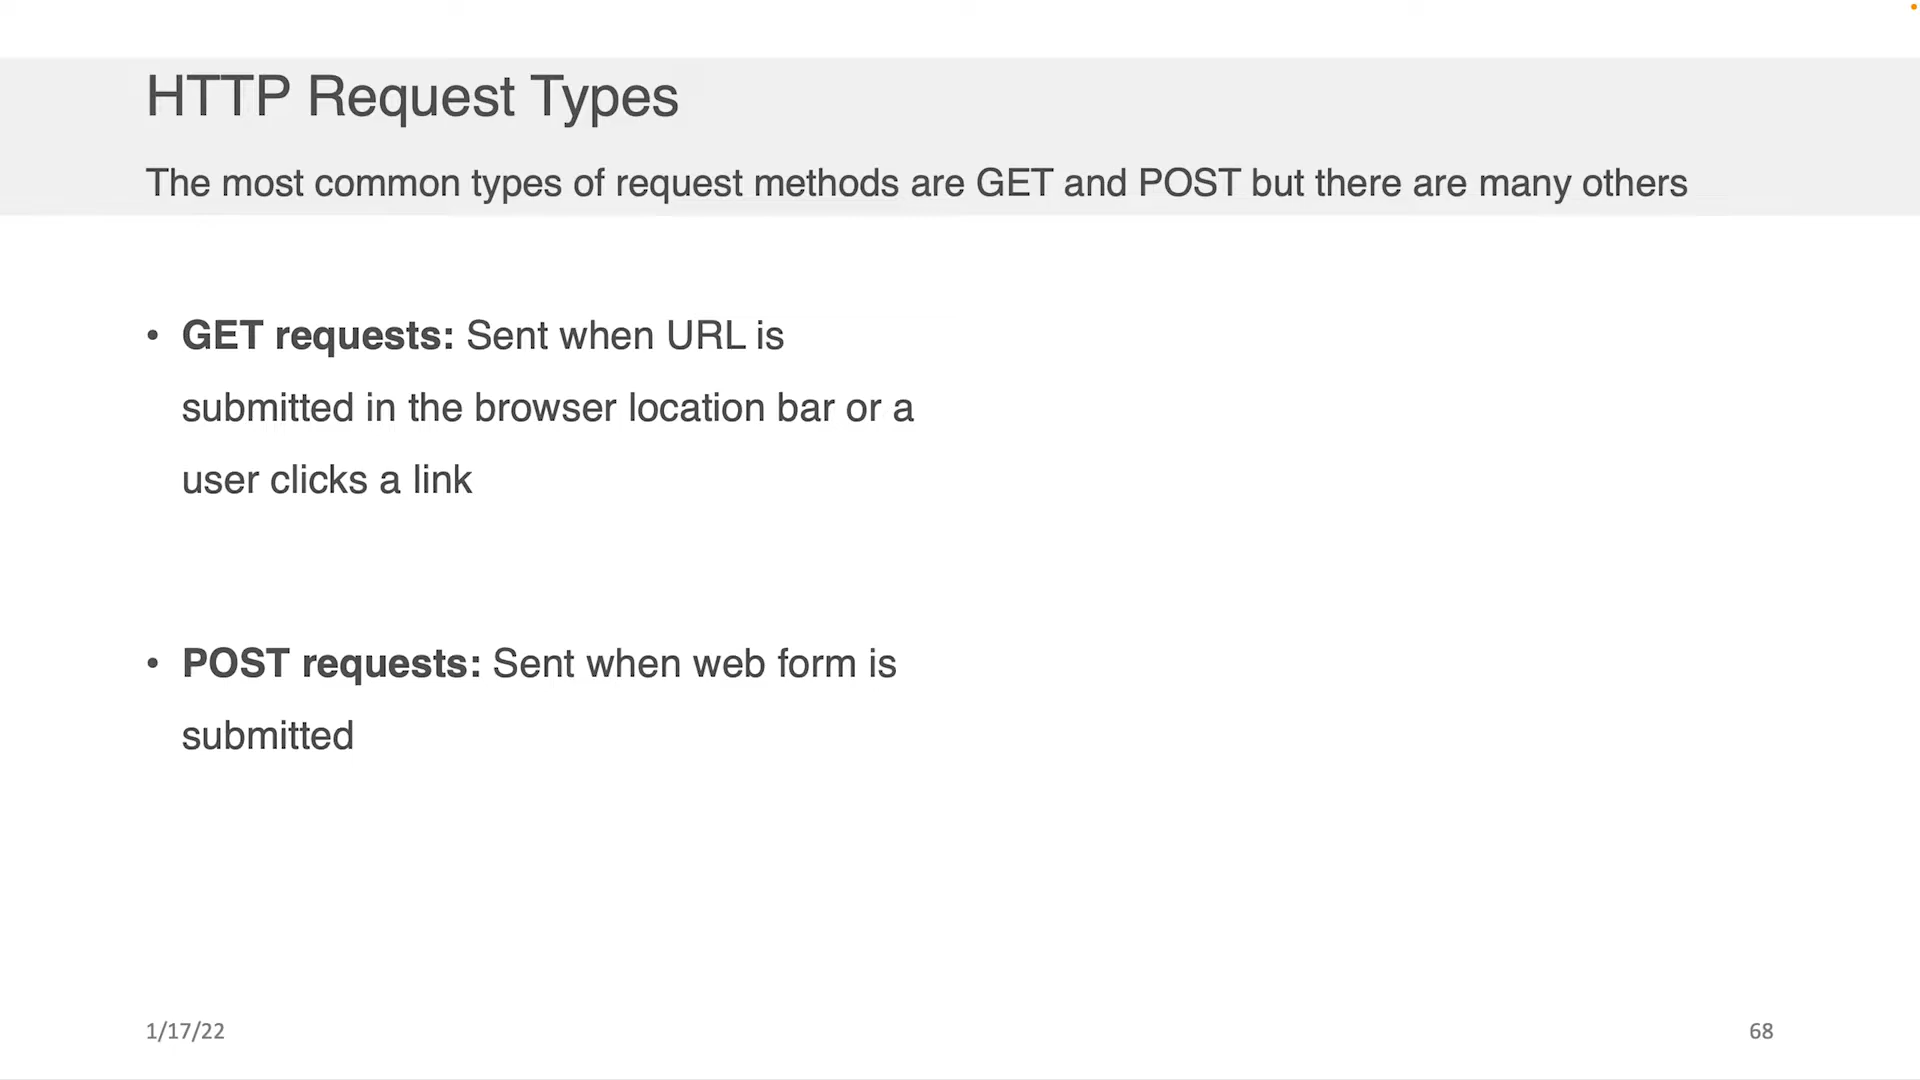 HTTP Request Types
The most common types of request methods are GET and POST but there are many others
• GET requests: Sent when URL is
submitted in the browser location bar or a
user clicks a link
• POST requests: Sent when web form is
submitted
1/17/22
68